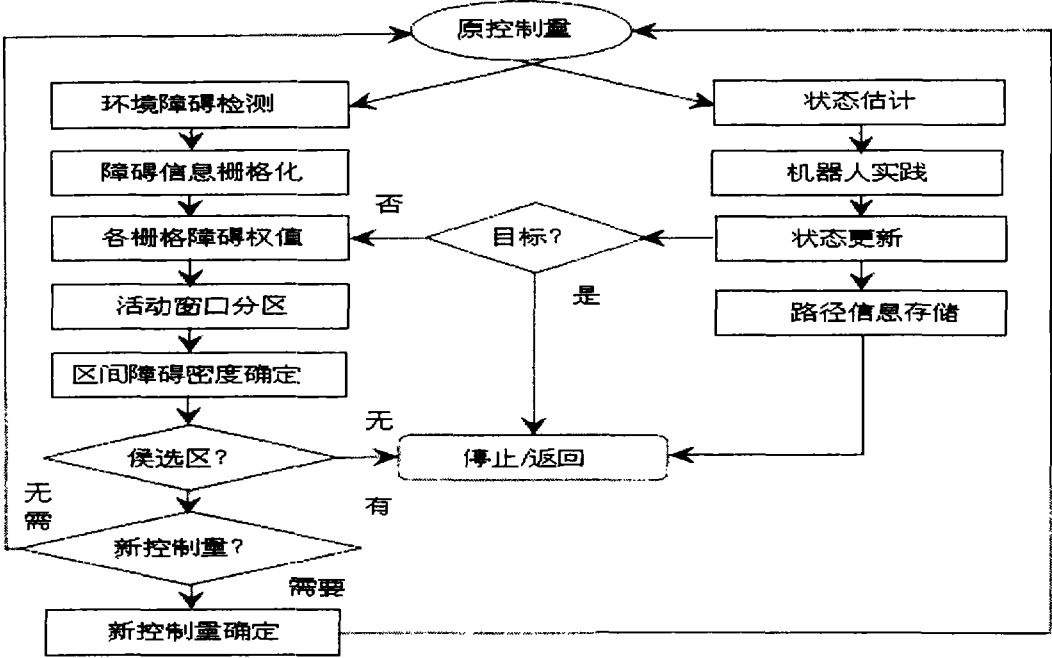 原控制量
环境障碍检测
状态估计
障碍信息栅格化
机器人实践
否
各栅格障碍权值
目标?
状态更新
是
活动窗口分区
路径信息存储
区间障碍密度确定
无
侯选区?
停止/返回
无
需
有
新控制量?
需要
新控制量确定